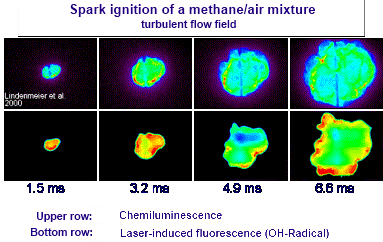 Spark ignition of a methane/air mixture
turbulent flow field
Lindenmeier et al.
2000
1.5 ms 3.2 ms 4.9 ms 6.6 ms
Upper row: Chemiluminescence
Bottom row: Laser-induced fluorescence (OH-Radical)